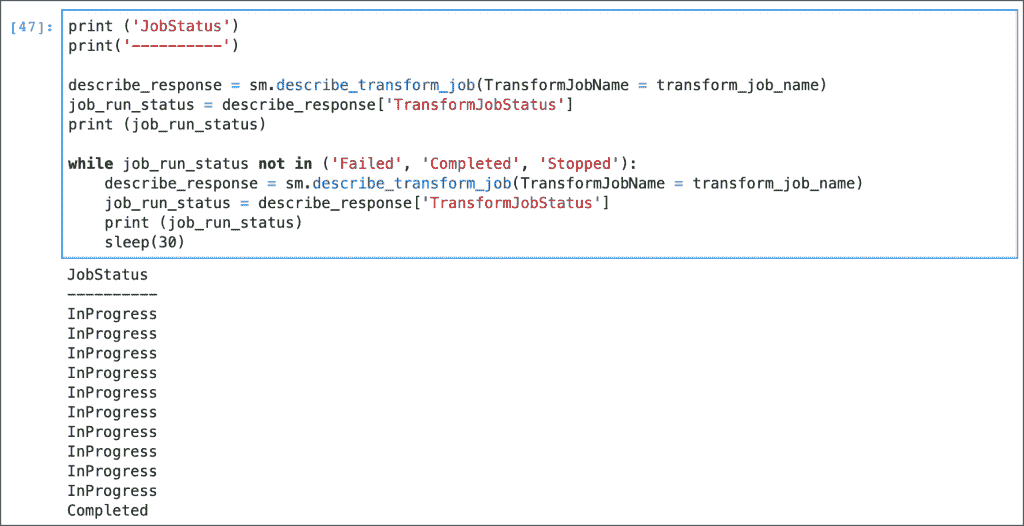 [47]:
print ('JobStatus')
print('----------')
describe_response = sm.describe_transform_job(TransformJobName = transform_job_name)
job_run_status = describe_response['TransformJobStatus']
print (job_run_status)
while job_run_status not in ('Failed', 'Completed', 'Stopped'):
    describe_response = sm.describe_transform_job(TransformJobName = transform_job_name)
    job_run_status = describe_response['TransformJobStatus']
    print (job_run_status)
    sleep(30)
JobStatus
----------
InProgress
InProgress
InProgress
InProgress
InProgress
InProgress
InProgress
InProgress
InProgress
InProgress
Completed